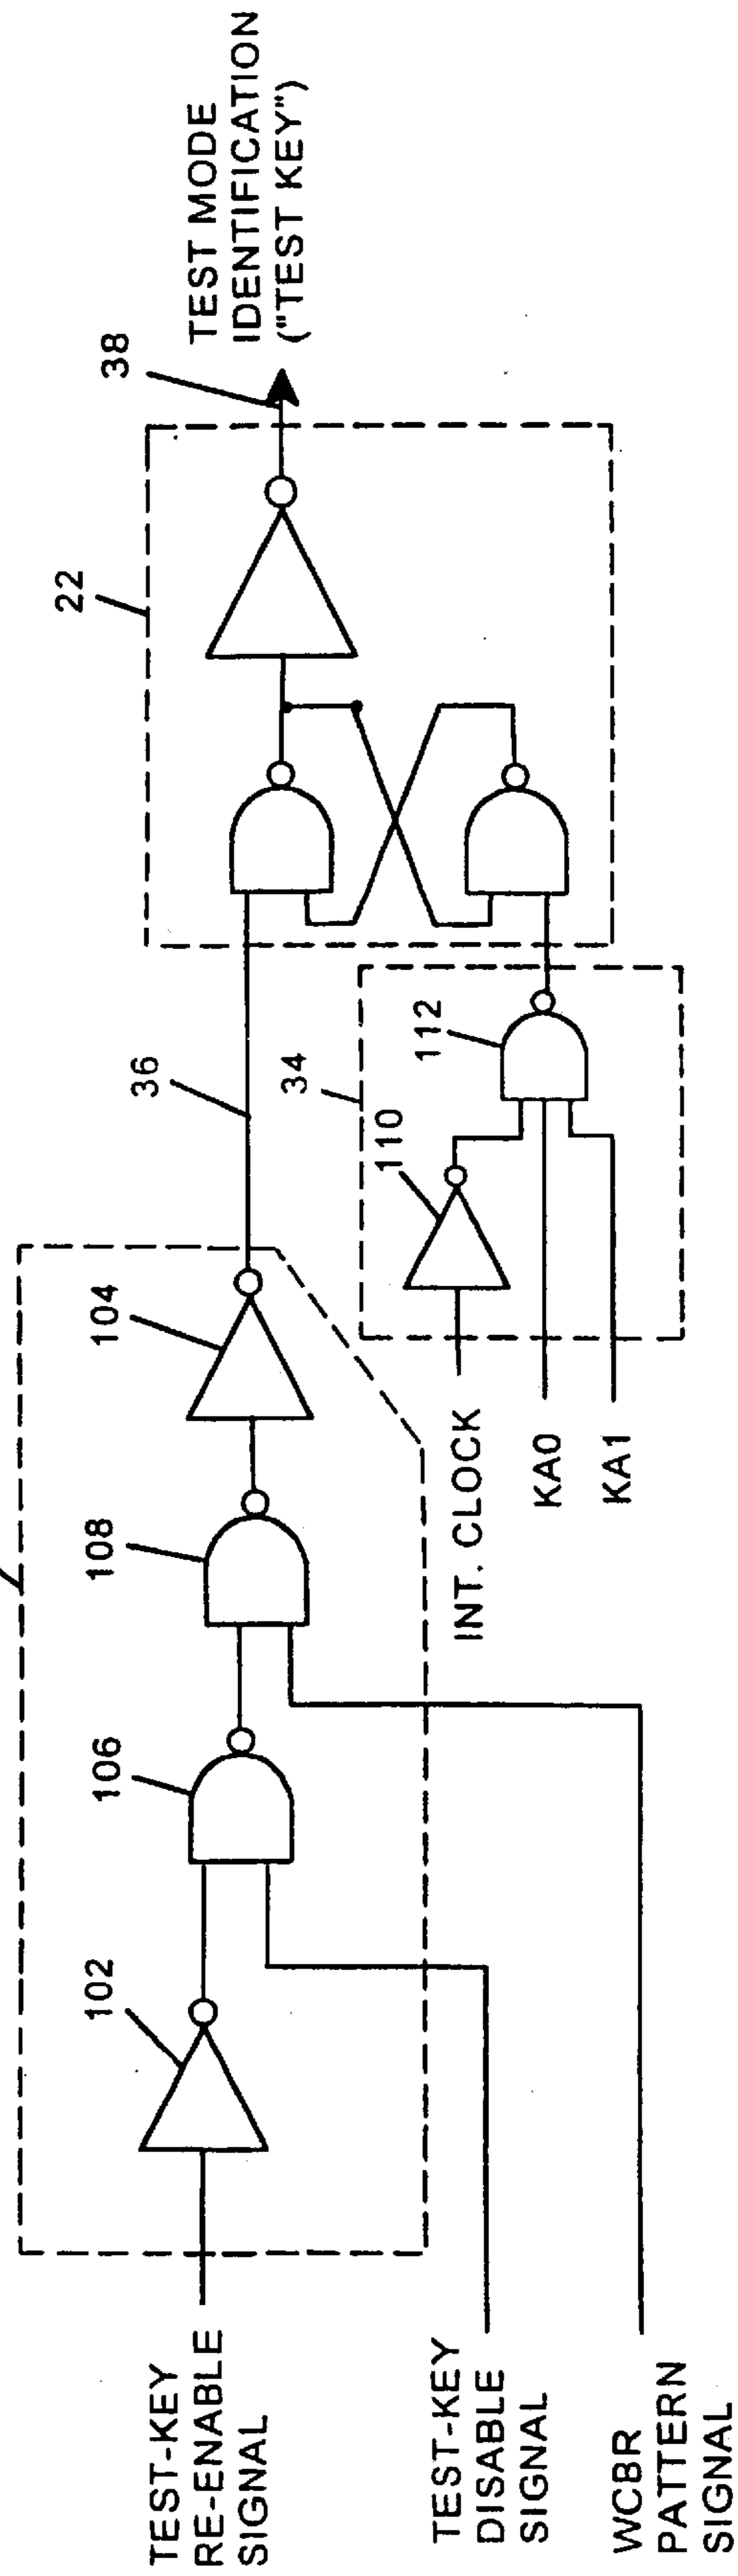 TEST-KEY
RE-ENABLE
SIGNAL
TEST-KEY
DISABLE
SIGNAL
WCBR
PATTERN
SIGNAL
102
106
108
104
36
INT. CLOCK
KA0
KA1
34
110
112
22
38
TEST MODE
IDENTIFICATION
("TEST KEY")